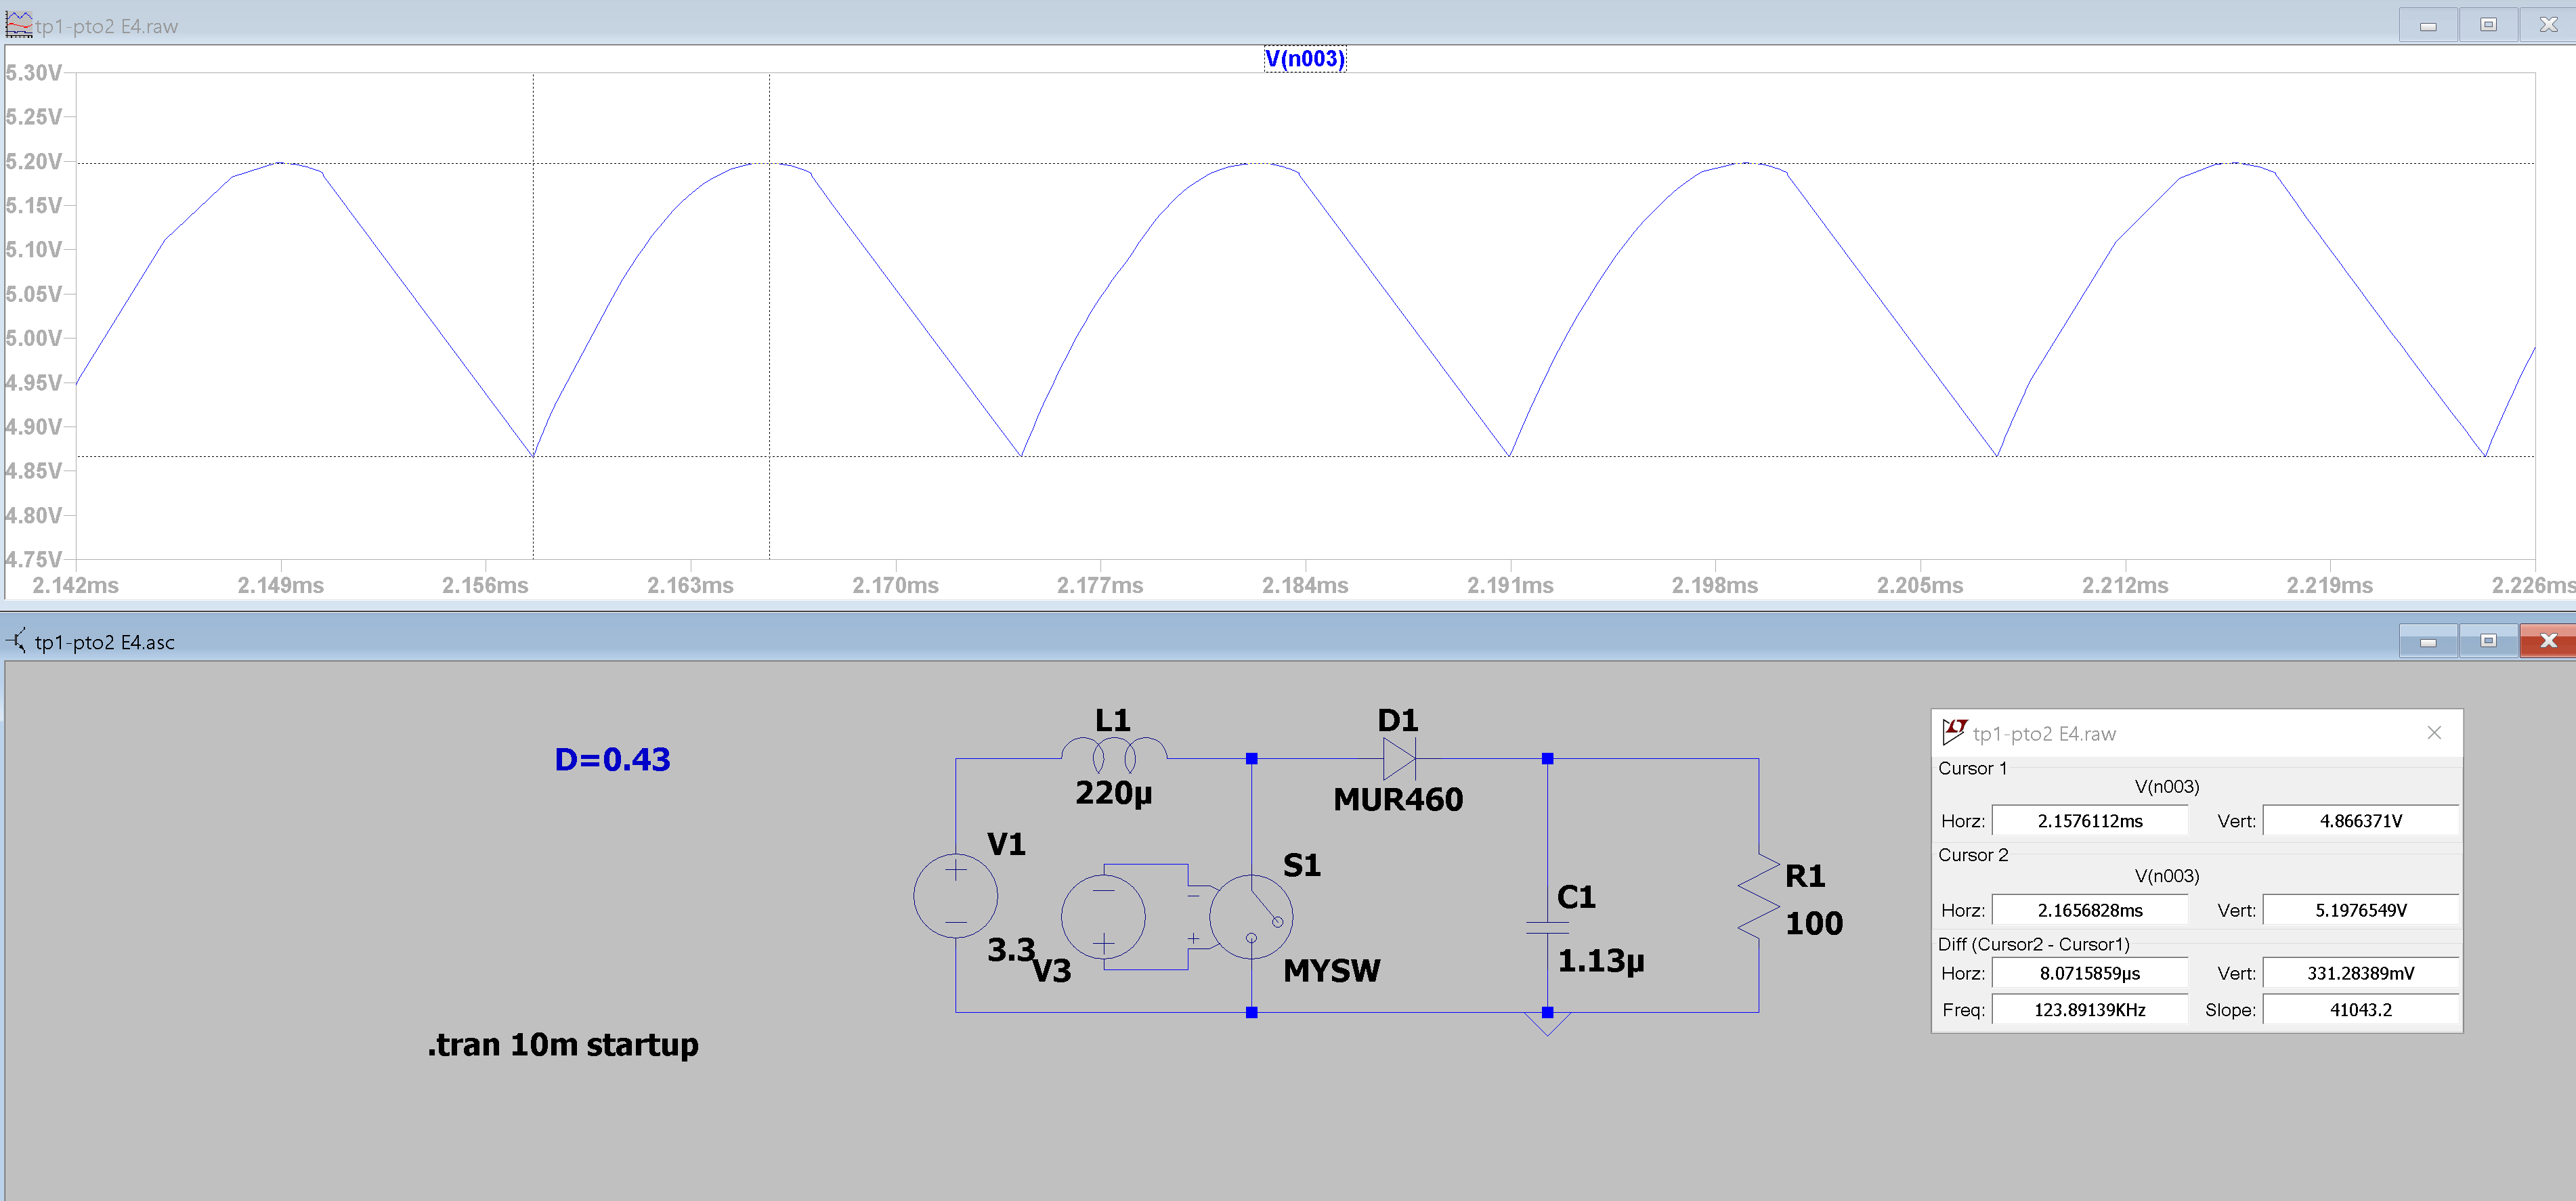 tp1-pto2 E4.raw
V(n003)
5.30V
5.25V
5.20V
5.15V
5.10V
5.05V
5.00V
4.95V
4.90V
4.85V
4.80V
4.75V
2.142ms 2.149ms 2.156ms 2.163ms 2.170ms 2.177ms 2.184ms 2.191ms 2.198ms 2.205ms 2.212ms 2.219ms 2.226ms
tp1-pto2 E4.asc
D=0.43
.tran 10m startup
L1
220µ
D1
MUR460
V1
3.3
V3
S1
MYSW
C1
1.13µ
R1
100
tp1-pto2 E4.raw
Cursor 1
V(n003)
Horz: 2.1576112ms Vert: 4.866371V
Cursor 2
V(n003)
Horz: 2.1656828ms Vert: 5.1976549V
Diff (Cursor2 - Cursor1)
Horz: 8.0715859µs Vert: 331.28389mV
Freq: 123.89139KHz Slope: 41043.2